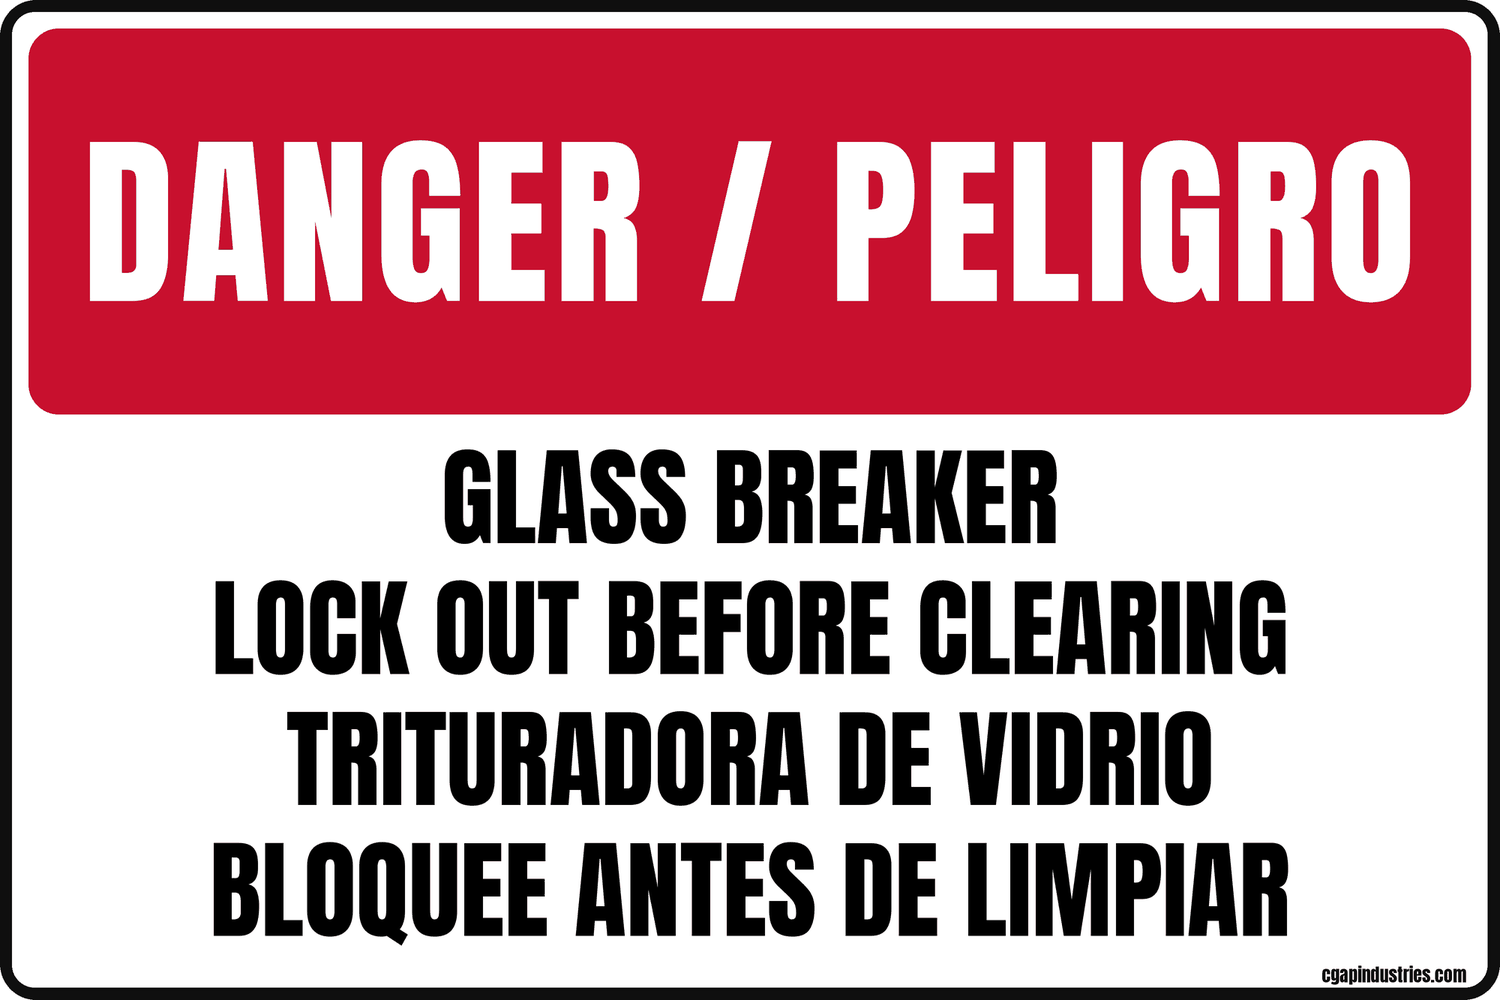 DANGER / PELIGRO
GLASS BREAKER
LOCK OUT BEFORE CLEARING
TRITURADORA DE VIDRIO
BLOQUEE ANTES DE LIMPIAR
cgapindustries.com